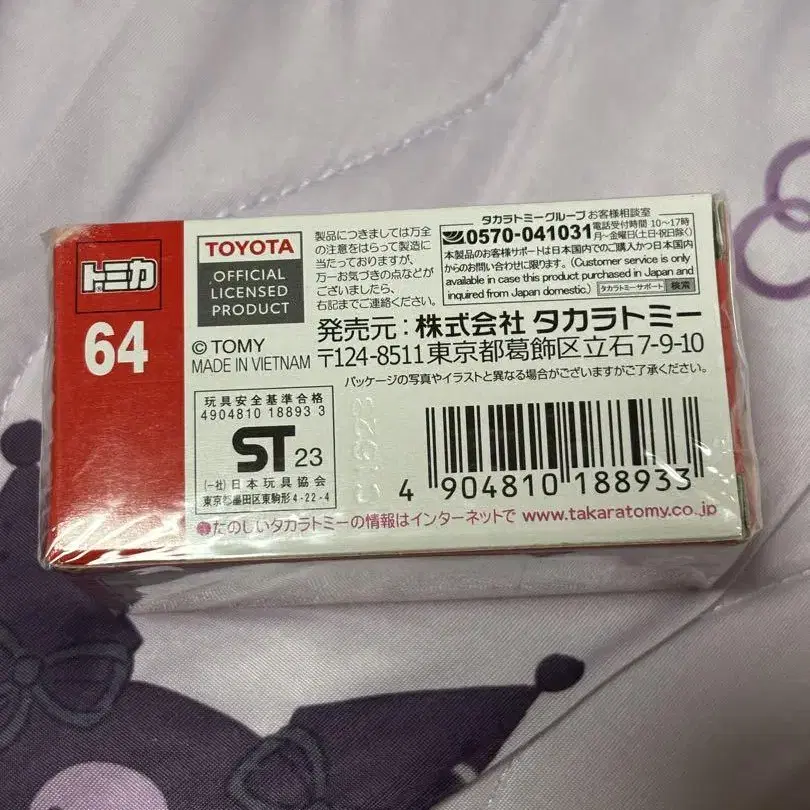 トミカ
64
TOYOTA
OFFICIAL
LICENSED
PRODUCT
© TOMY
MADE IN VIETNAM
製品につきましては万全
の注意をはらって製造に
当たっておりますが、
万一お気づきの点などが
ございましたら、
右記までご連絡ください。
タカラトミーグループ お客様相談室
0570-041031 電話受付時間 10〜17時
月〜金曜日(土・日・祝日除く)
本製品のお客様サポートは日本国内でのご購入かつ日本国内
からのお問い合わせに限ります。(Customer service is only
available in case this product purchased in Japan and
inquired from Japan domestic.)
タカラトミーサポート 検索
発売元:株式会社 タカラトミー
〒124-8511 東京都葛飾区立石7-9-10
パッケージの写真やイラストと異なる場合がございますが、ご了承ください。
玩具安全基準合格
4904810 18893 3
ST 23
(一社)日本玩具協会
東京都墨田区東駒形4-22-4
4 904810 188933
たのしいタカラトミーの情報はインターネットで www.takaratomy.co.jp